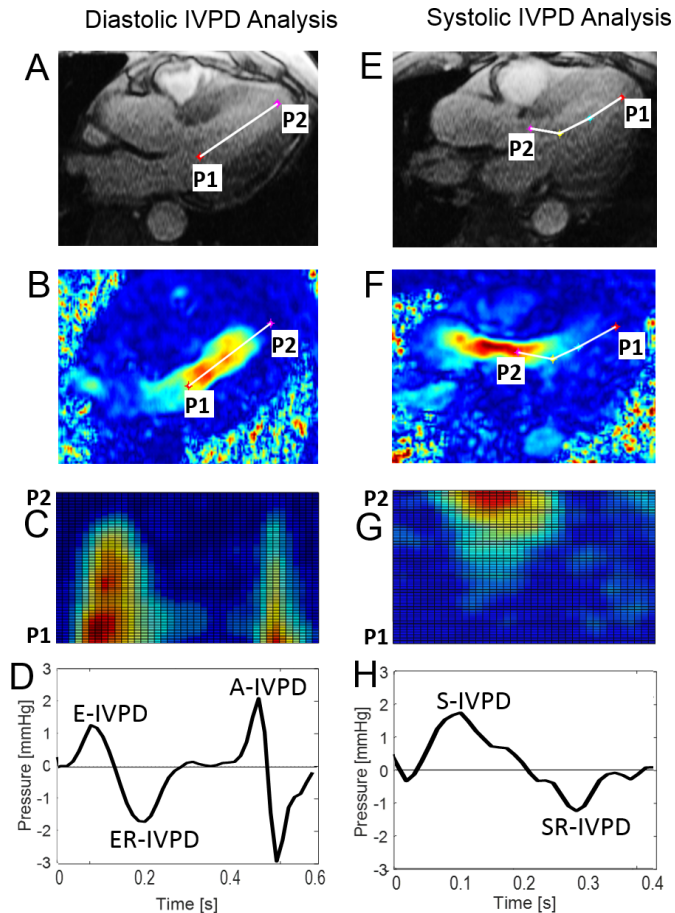 Diastolic IVPD Analysis
Systolic IVPD Analysis
A
P1
P2
E
P2
P1
B
P1
P2
F
P2
P1
P2
C
P1
P2
G
P1
D
3
2
1
0
-1
-2
-3
Pressure [mmHg]
E-IVPD
ER-IVPD
A-IVPD
0
0.2
0.4
0.6
Time [s]
H
3
2
1
0
-1
-2
-3
Pressure [mmHg]
S-IVPD
SR-IVPD
0
0.1
0.2
0.3
0.4
Time [s]